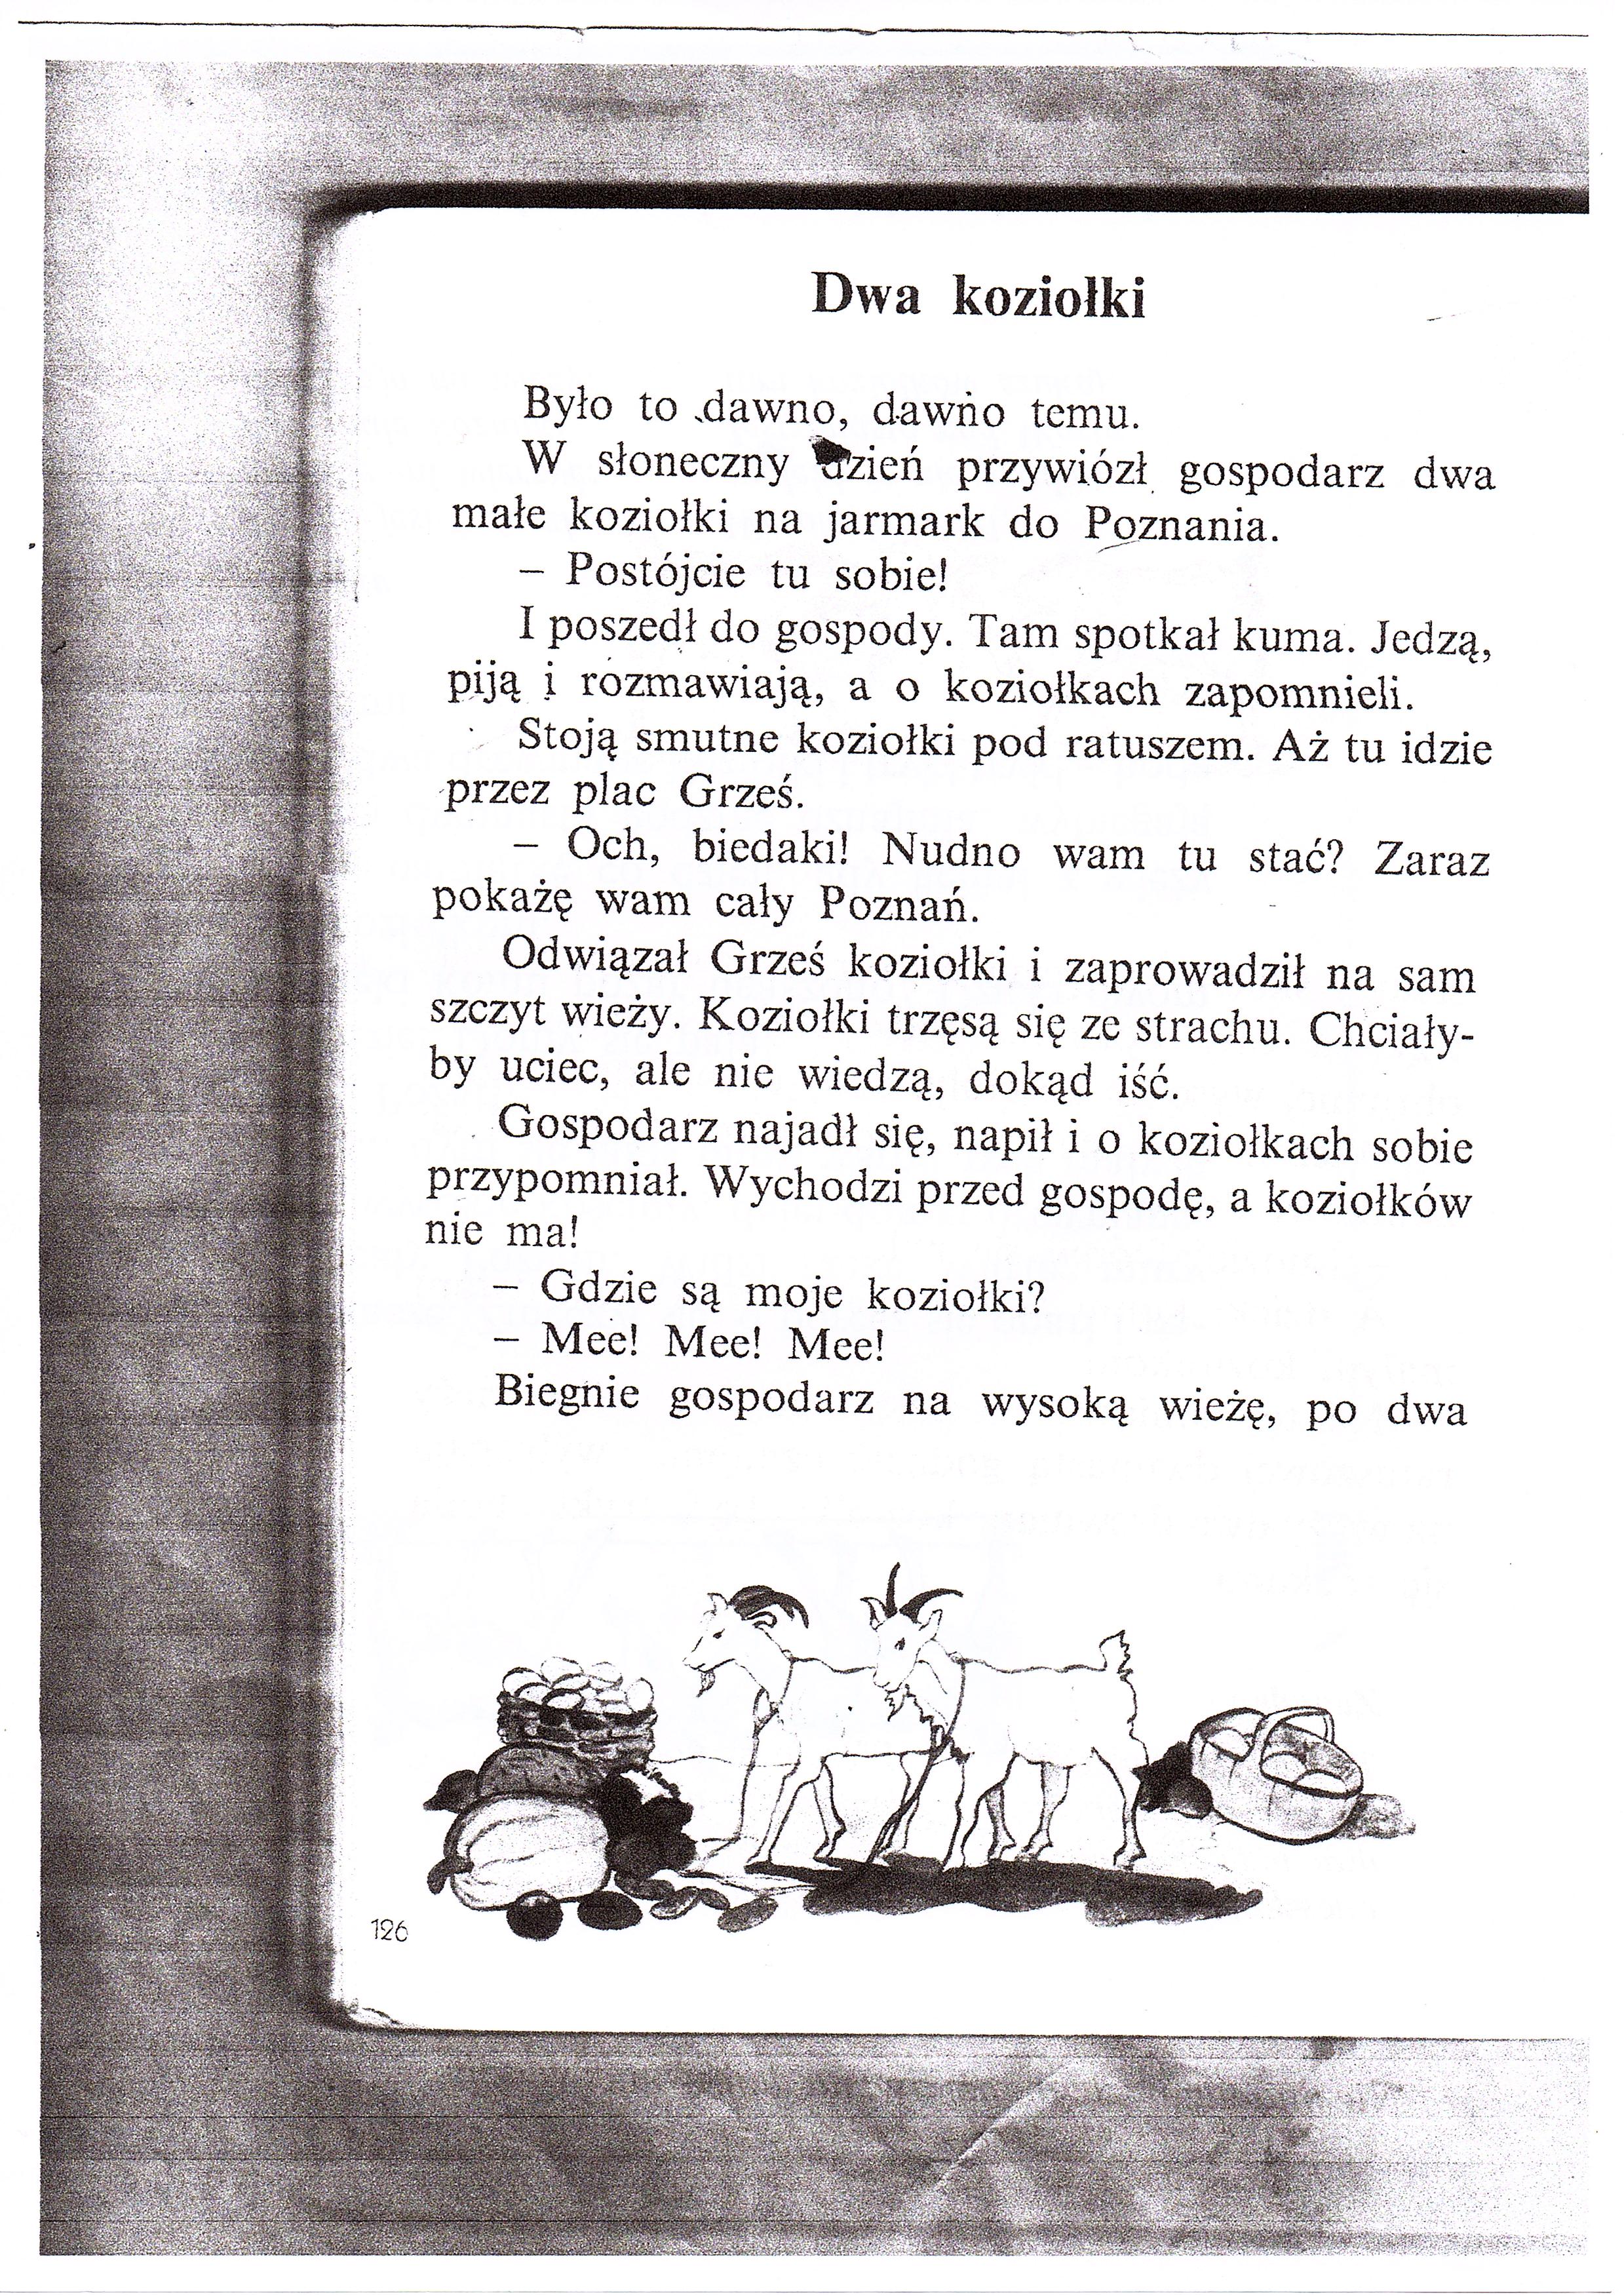 Dwa koziołki
Było to dawno, dawno temu.
W słoneczny dzień przywiózł gospodarz dwa
małe koziołki na jarmark do Poznania.
– Postójcie tu sobie!
I poszedł do gospody. Tam spotkał kuma. Jedzą,
piją i rozmawiają, a o koziołkach zapomnieli.
Stoją smutne koziołki pod ratuszem. Aż tu idzie
przez plac Grześ.
– Och, biedaki! Nudno wam tu stać? Zaraz
pokażę wam cały Poznań.
Odwiązał Grześ koziołki i zaprowadził na sam
szczyt wieży. Koziołki trzęsą się ze strachu. Chciały-
by uciec, ale nie wiedzą, dokąd iść.
Gospodarz najadł się, napił i o koziołkach sobie
przypomniał. Wychodzi przed gospodę, a koziołków
nie ma!
– Gdzie są moje koziołki?
– Mee! Mee! Mee!
Biegnie gospodarz na wysoką wieżę, po dwa
126